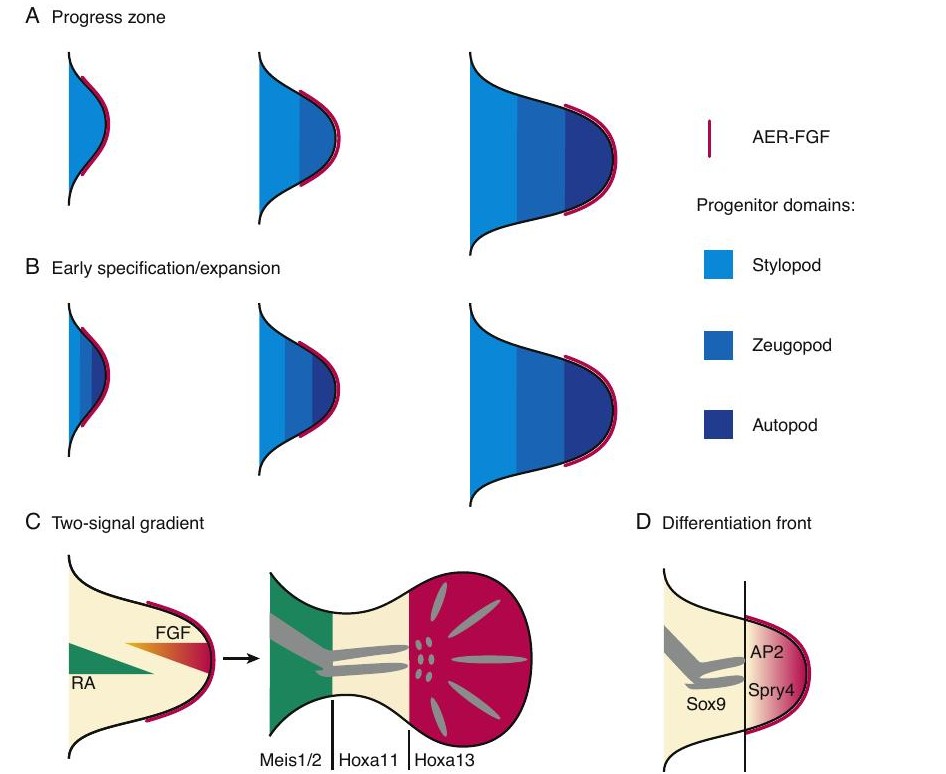 A Progress zone
AER-FGF
Progenitor domains:
Stylopod
Zeugopod
Autopod
B Early specification/expansion
C Two-signal gradient
FGF
RA
Meis1/2
Hoxa11
Hoxa13
D Differentiation front
AP2
Spry4
Sox9